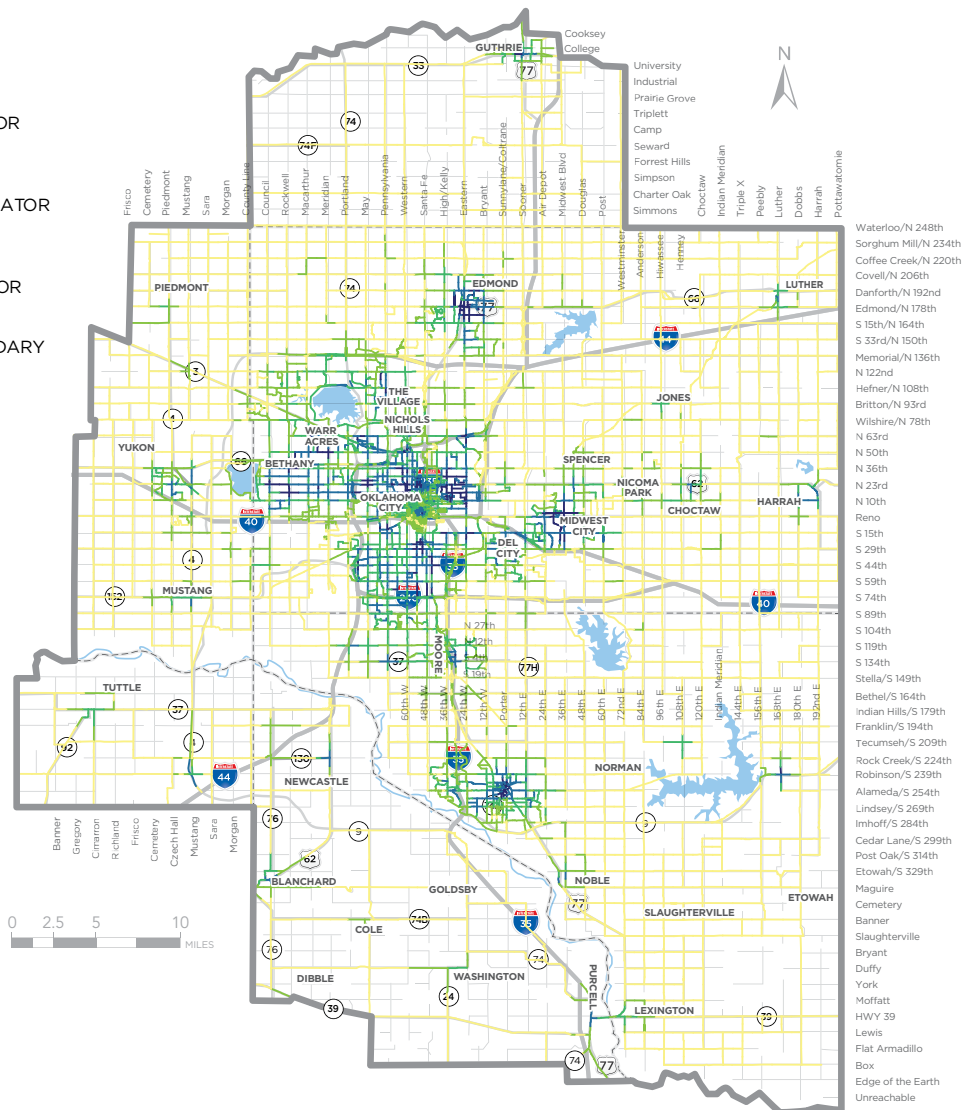 OR
ATOR
OR
DARY
Cooksey
College
GUTHRIE
77
33
N
University
Industrial
Prairie Grove
Triplett
Camp
Seward
Forrest Hills
Simpson
Charter Oak
Simmons
74
74F
Frisco
Cemetery
Piedmont
Mustang
Sara
Morgan
County Line
Council
Rockwell
Macarthur
Meridian
Portland
May
Pennsylvania
Western
Santa Fe
High/Kelly
Eastern
Bryant
Sunnylane/Coltrane
Sooner
Air Depot
Midwest Blvd
Douglas
Post
Westminster
Anderson
Hiwassee
Henney
Choctaw
Indian Meridian
Triple X
Peebly
Luther
Dobbs
Harrah
Pottawatomie
Waterloo/N 248th
Sorghum Mill/N 234th
Coffee Creek/N 220th
Covell/N 206th
Danforth/N 192nd
Edmond/N 178th
S 15th/N 164th
S 33rd/N 150th
Memorial/N 136th
N 122nd
Hefner/N 108th
Britton/N 93rd
Wilshire/N 78th
N 63rd
N 50th
N 36th
N 23rd
N 10th
Reno
S 15th
S 29th
S 44th
S 59th
S 74th
S 89th
S 104th
S 119th
S 134th
Stella/S 149th
Bethel/S 164th
Indian Hills/S 179th
Franklin/S 194th
Tecumseh/S 209th
Rock Creek/S 224th
Robinson/S 239th
Alameda/S 254th
Lindsey/S 269th
Imhoff/S 284th
Cedar Lane/S 299th
Post Oak/S 314th
Etowah/S 329th
Maguire
Cemetery
Banner
Slaughterville
Bryant
Duffy
York
Moffatt
HWY 39
Lewis
Flat Armadillo
Box
Edge of the Earth
Unreachable
PIEDMONT
74
EDMOND
77
66
LUTHER
44
3
4
THE
VILLAGE
NICHOLS
HILLS
WARR
ACRES
JONES
YUKON
66
BETHANY
SPENCER
NICOMA
PARK
62
CHOCTAW
HARRAH
OKLAHOMA
CITY
40
MIDWEST
CITY
DEL
CITY
35
4
MUSTANG
152
240
40
N 27th
N 12th
S 4th
S 19th
MOORE
37
77H
60th W
48th W
36th W
24th W
12th W
Porter
12th E
24th E
36th E
48th E
60th E
72nd E
84th E
96th E
108th E
120th E
Indian Meridian
144th E
156th E
168th E
180th E
192nd E
TUTTLE
37
92
4
44
130
NEWCASTLE
35
NORMAN
9
76
9
62
Banner
Gregory
Cimarron
Richland
Frisco
Cemetery
Czech Hall
Mustang
Sara
Morgan
BLANCHARD
GOLDSBY
NOBLE
77
ETOWAH
SLAUGHTERVILLE
74B
COLE
35
74
76
DIBBLE
WASHINGTON
24
39
PURCELL
LEXINGTON
39
74
77
0 2.5 5 10
MILES